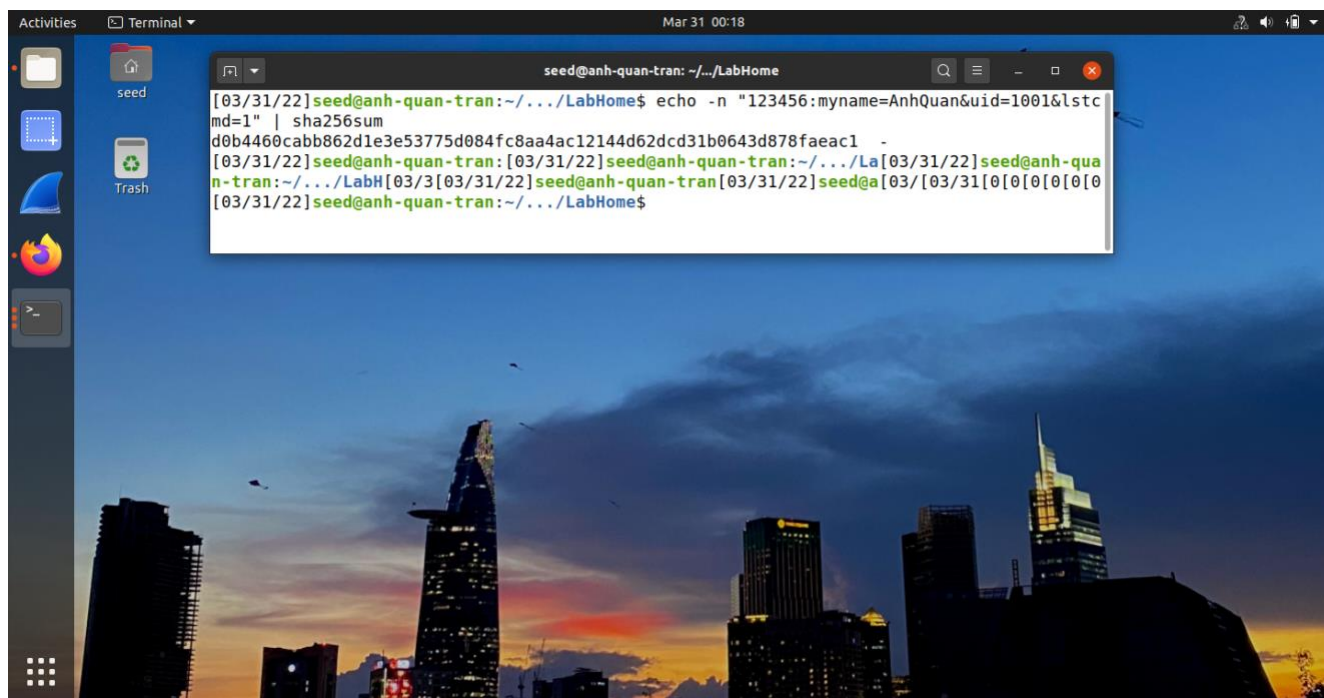 Activities
Terminal
Mar 31 00:18
seed
Trash
seed@anh-quan-tran: ~/.../LabHome
[03/31/22]seed@anh-quan-tran:~/.../LabHome$ echo -n "123456:myname=AnhQuan&uid=1001&lstc
md=1" | sha256sum
d0b4460cabb862d1e3e53775d084fc8aa4ac12144d62dcd31b0643d878faeac1  -
[03/31/22]seed@anh-quan-tran:[03/31/22]seed@anh-quan-tran:~/.../La[03/31/22]seed@anh-qua
n-tran:~/.../LabH[03/3[03/31/22]seed@anh-quan-tran[03/31/22]seed@a[03/[03/31[0[0[0[0[0[0
[03/31/22]seed@anh-quan-tran:~/.../LabHome$